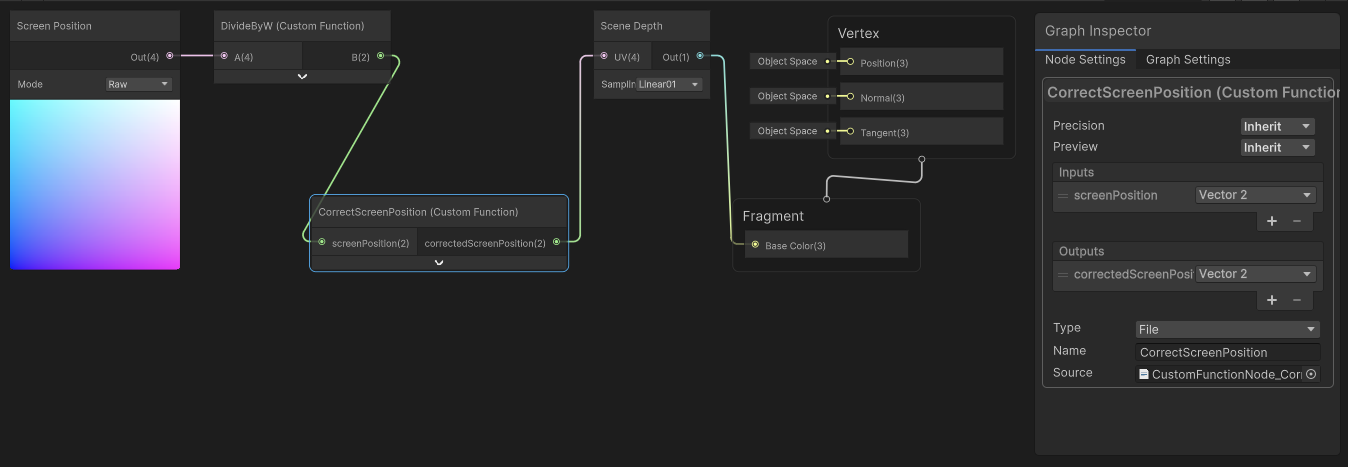 Screen Position
Out(4)
Mode
Raw
DivideByW (Custom Function)
A(4)
B(2)
CorrectScreenPosition (Custom Function)
screenPosition(2)
correctedScreenPosition(2)
Scene Depth
UV(4)
Out(1)
Samplin
Linear01
Vertex
Object Space
Position(3)
Object Space
Normal(3)
Object Space
Tangent(3)
Fragment
Base Color(3)
Graph Inspector
Node Settings
Graph Settings
CorrectScreenPosition (Custom Function
Precision
Inherit
Preview
Inherit
Inputs
screenPosition
Vector 2
+ −
Outputs
correctedScreenPosi
Vector 2
+ −
Type
File
Name
CorrectScreenPosition
Source
CustomFunctionNode_Corr